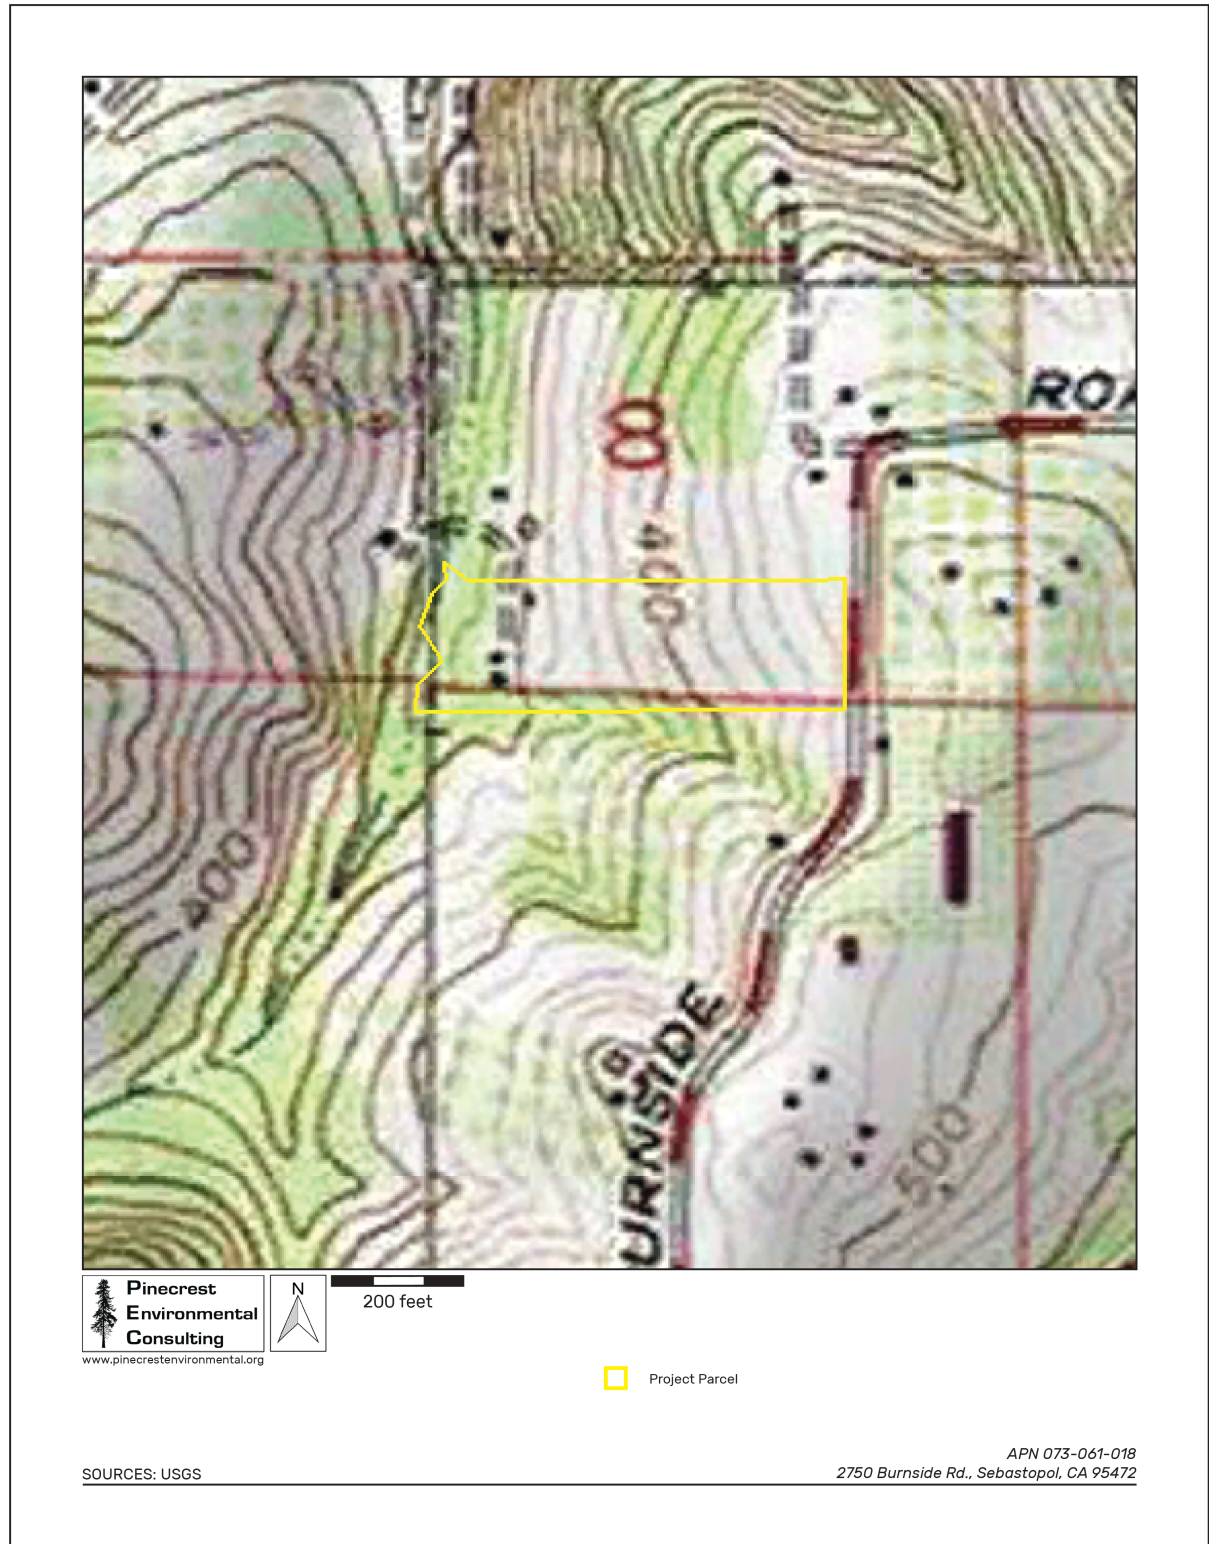 8
ROA
400
400
URNSIDE
500
Pinecrest
Environmental
Consulting
N
200 feet
www.pinecrestenvironmental.org
Project Parcel
APN 073-061-018
SOURCES: USGS
2750 Burnside Rd., Sebastopol, CA 95472